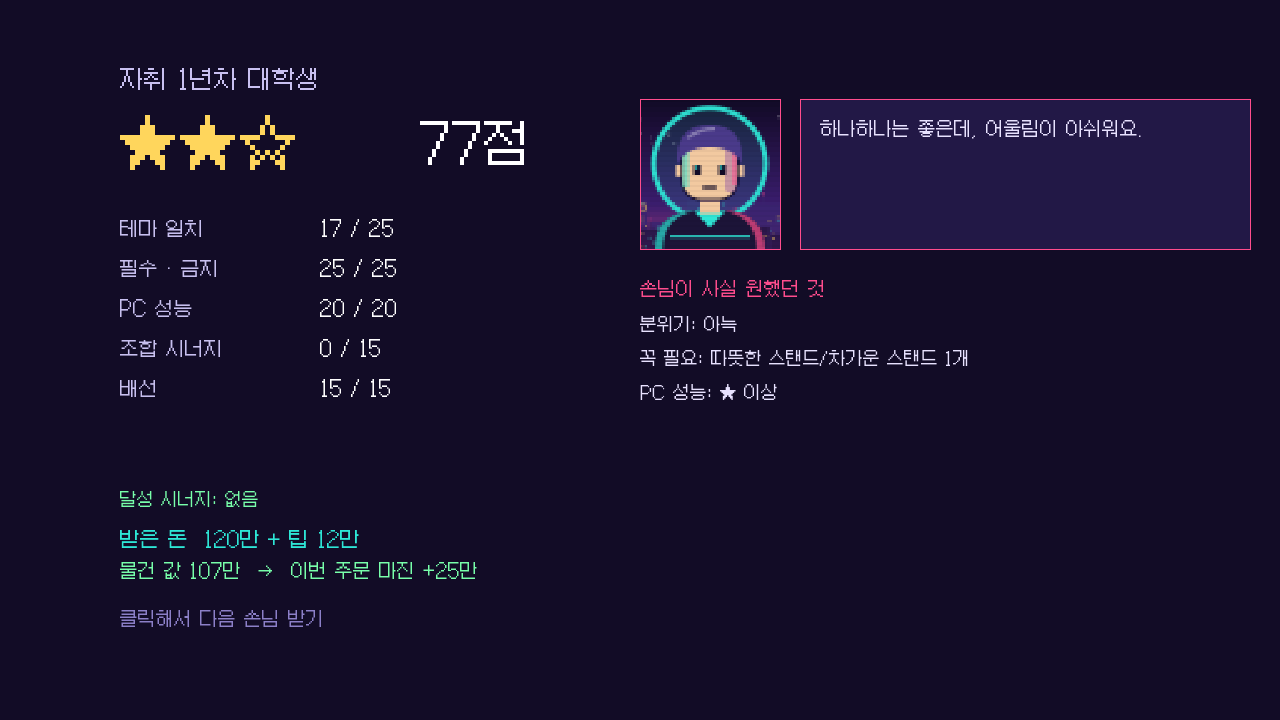 자취 1년차 대학생
★★☆ 77점
테마 일치 17 / 25
필수 · 금지 25 / 25
PC 성능 20 / 20
조합 시너지 0 / 15
배선 15 / 15
달성 시너지: 없음
받은 돈 120만 + 팁 12만
물건 값 107만 → 이번 주문 마진 +25만
클릭해서 다음 손님 받기
하나하나는 좋은데, 어울림이 아쉬워요.
손님이 사실 원했던 것
분위기: 아늑
꼭 필요: 따뜻한 스탠드/차가운 스탠드 1개
PC 성능: ★ 이상